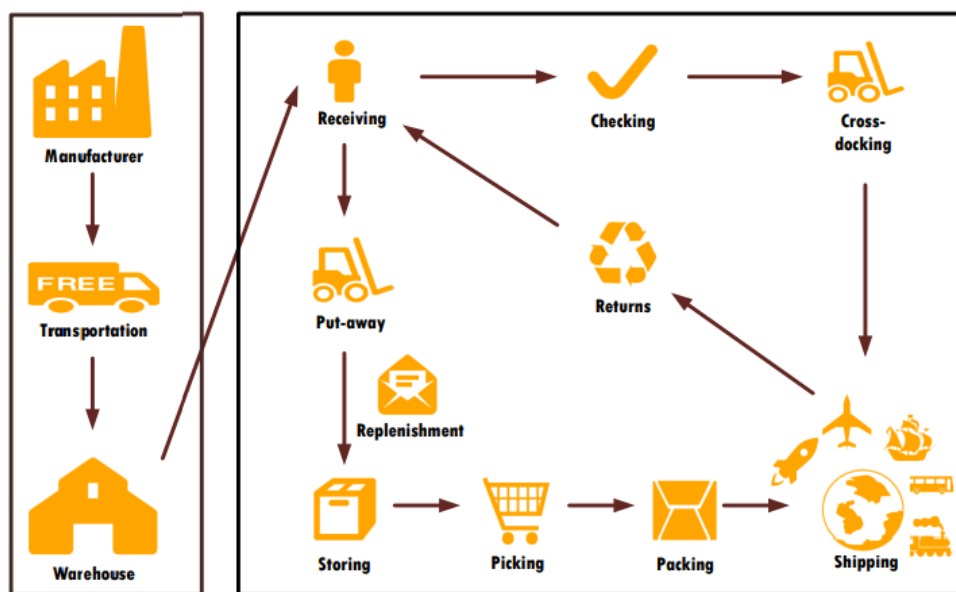 Manufacturer
FREE
Transportation
Warehouse
Receiving
Checking
Cross-
docking
Put-away
Returns
Replenishment
Storing
Picking
Packing
Shipping